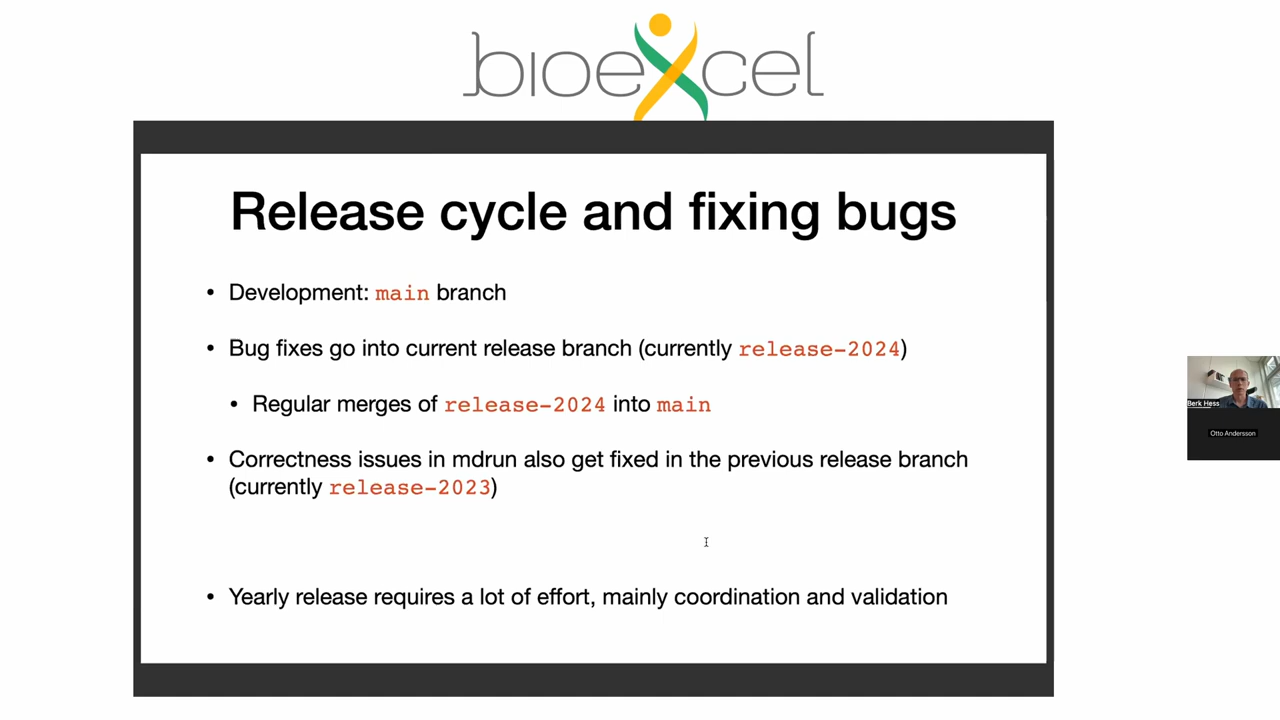 bioexcel
Release cycle and fixing bugs
• Development: main branch
• Bug fixes go into current release branch (currently release-2024)
• Regular merges of release-2024 into main
• Correctness issues in mdrun also get fixed in the previous release branch
(currently release-2023)
• Yearly release requires a lot of effort, mainly coordination and validation
Berk Hess
Otto Andersson